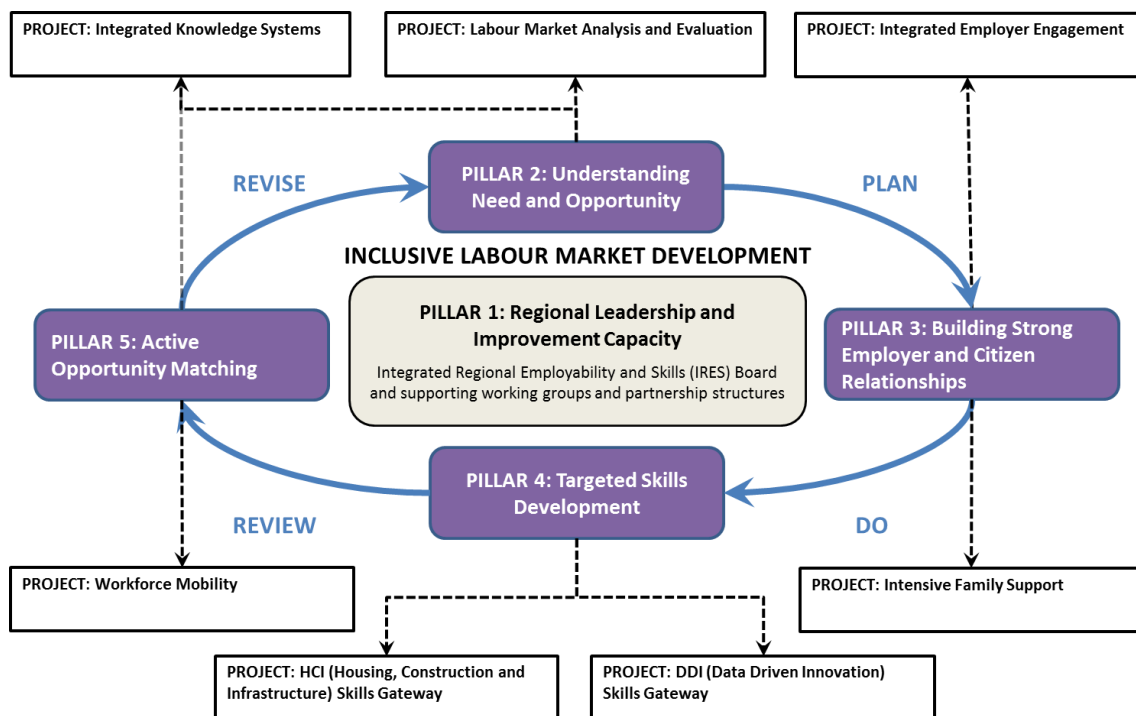 PROJECT: Integrated Knowledge Systems
PROJECT: Labour Market Analysis and Evaluation
PROJECT: Integrated Employer Engagement
REVISE
PILLAR 2: Understanding
Need and Opportunity
PLAN
INCLUSIVE LABOUR MARKET DEVELOPMENT
PILLAR 1: Regional Leadership and
Improvement Capacity
Integrated Regional Employability and Skills (IRES) Board
and supporting working groups and partnership structures
PILLAR 5: Active
Opportunity Matching
PILLAR 3: Building Strong
Employer and Citizen
Relationships
PILLAR 4: Targeted Skills
Development
REVIEW
DO
PROJECT: Workforce Mobility
PROJECT: Intensive Family Support
PROJECT: HCI (Housing, Construction and
Infrastructure) Skills Gateway
PROJECT: DDI (Data Driven Innovation)
Skills Gateway